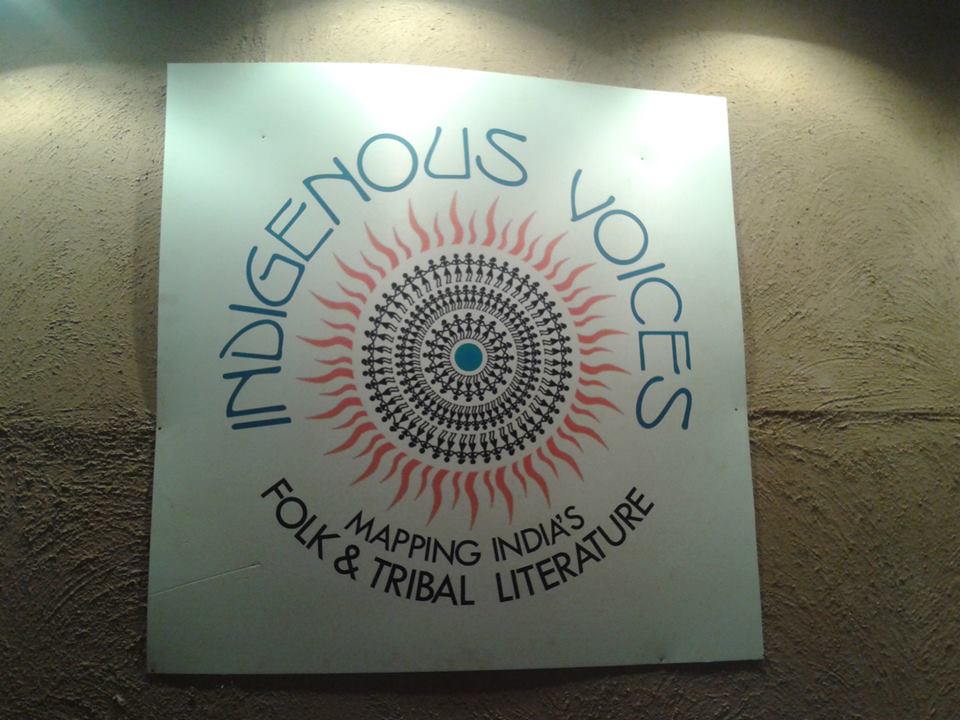 INDIGENOUS VOICES
MAPPING INDIA'S
FOLK & TRIBAL LITERATURE